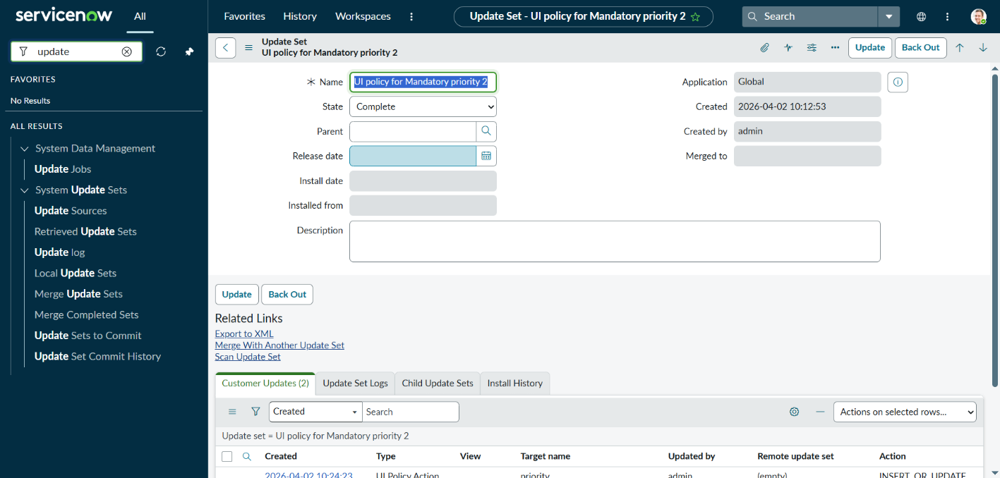 servicenow
All
Favorites
History
Workspaces
Update Set - UI policy for Mandatory priority 2
Search
update
FAVORITES
No Results
ALL RESULTS
System Data Management
Update Jobs
System Update Sets
Update Sources
Retrieved Update Sets
Update log
Local Update Sets
Merge Update Sets
Merge Completed Sets
Update Sets to Commit
Update Set Commit History
Update Set
UI policy for Mandatory priority 2
Update
Back Out
Name UI policy for Mandatory priority 2
State Complete
Parent
Release date
Install date
Installed from
Description
Application Global
Created 2026-04-02 10:12:53
Created by admin
Merged to
Update
Back Out
Related Links
Export to XML
Merge With Another Update Set
Scan Update Set
Customer Updates (2)
Update Set Logs
Child Update Sets
Install History
Created
Search
Actions on selected rows...
Update set = UI policy for Mandatory priority 2
Created Type View Target name Updated by Remote update set Action
2026-04-02 10:24:23 UI Policy Action priority admin (empty) INSERT_OR_UPDATE